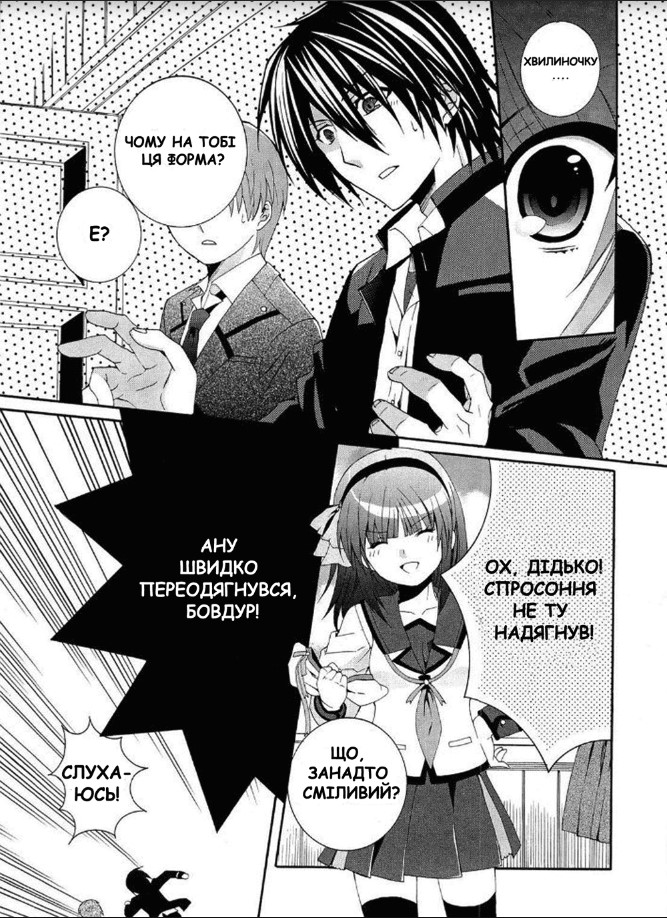 ХВИЛИНОЧКУ
....
ЧОМУ НА ТОБІ
ЦЯ ФОРМА?
Е?
ОХ, ДІДЬКО!
СПРОСОННЯ
НЕ ТУ
НАДЯГНУВ!
ЩО,
ЗАНАДТО
СМІЛИВИЙ?
АНУ
ШВИДКО
ПЕРЕОДЯГНУВСЯ,
БОВДУР!
СЛУХА-
ЮСЬ!